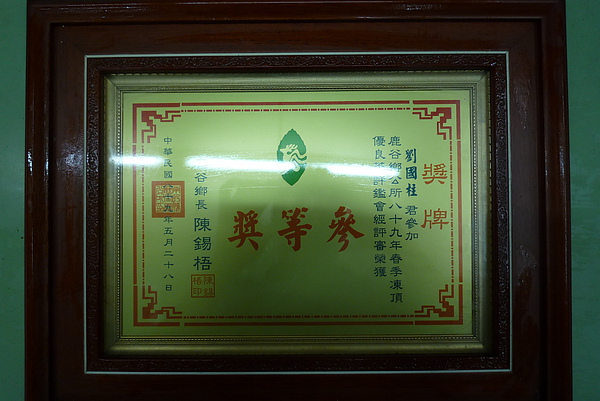 獎牌
劉國柱 君參加
鹿谷鄉公所八十九年春季凍頂
優良茶評鑑會經評審榮獲
參等獎
谷鄉長 陳錫梧
中華民國 年五月二十八日